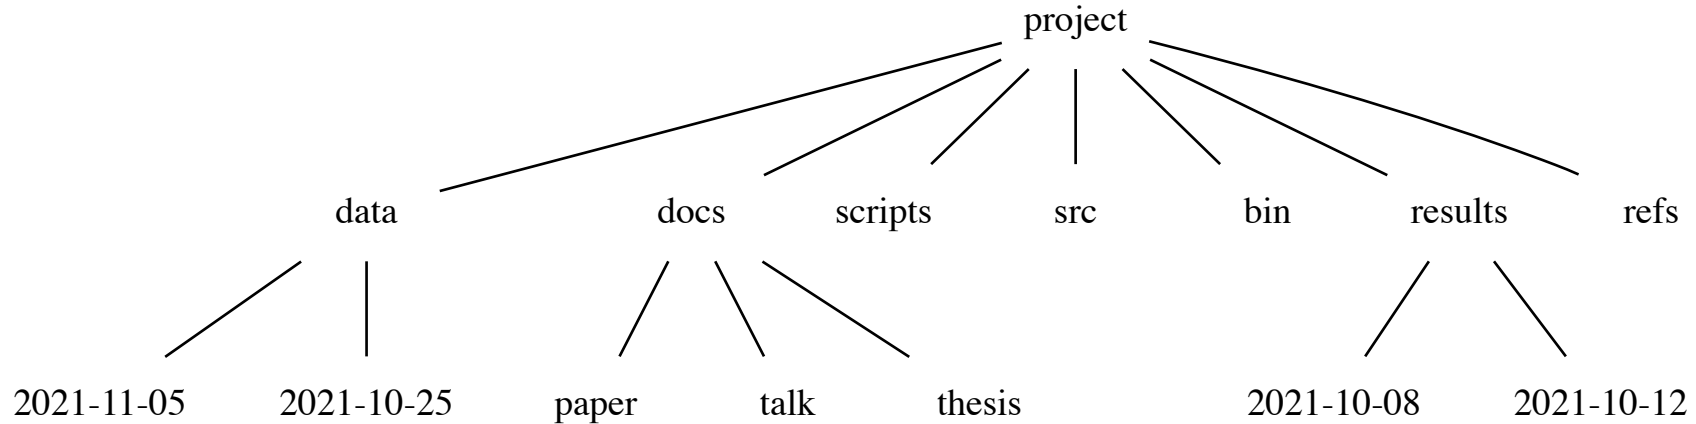 project
data docs scripts src bin results refs
2021-11-05 2021-10-25 paper talk thesis 2021-10-08 2021-10-12